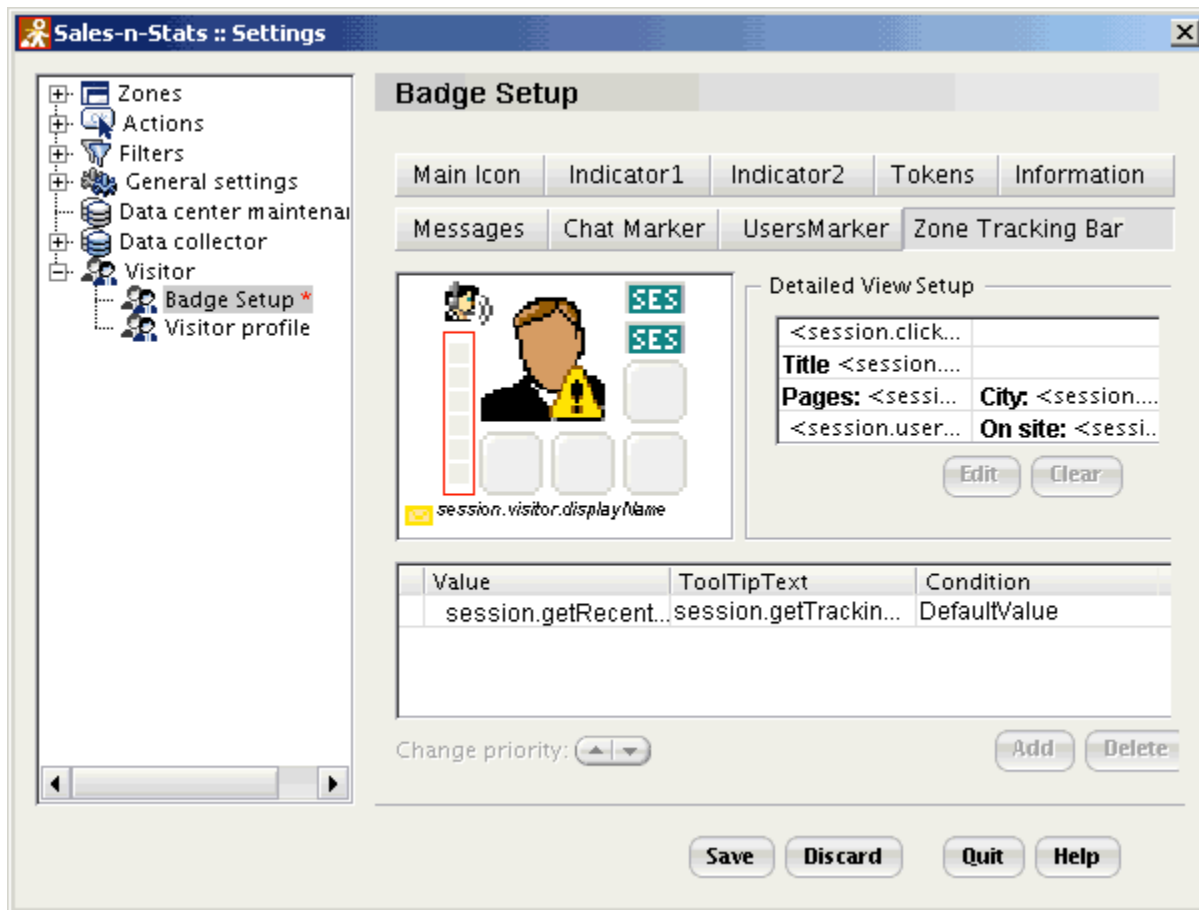 Sales-n-Stats :: Settings
Zones
Actions
Filters
General settings
Data center maintenai
Data collector
Visitor
Badge Setup *
Visitor profile
Badge Setup
Main Icon Indicator1 Indicator2 Tokens Information
Messages Chat Marker UsersMarker Zone Tracking Bar
SES
SES
session.visitor.displayName
Detailed View Setup
<session.click...
Title <session....
Pages: <sessi... City: <session....
<session.user... On site: <sessi..
Edit Clear
Value ToolTipText Condition
session.getRecent... session.getTrackin... DefaultValue
Change priority:
Add Delete
Save Discard Quit Help